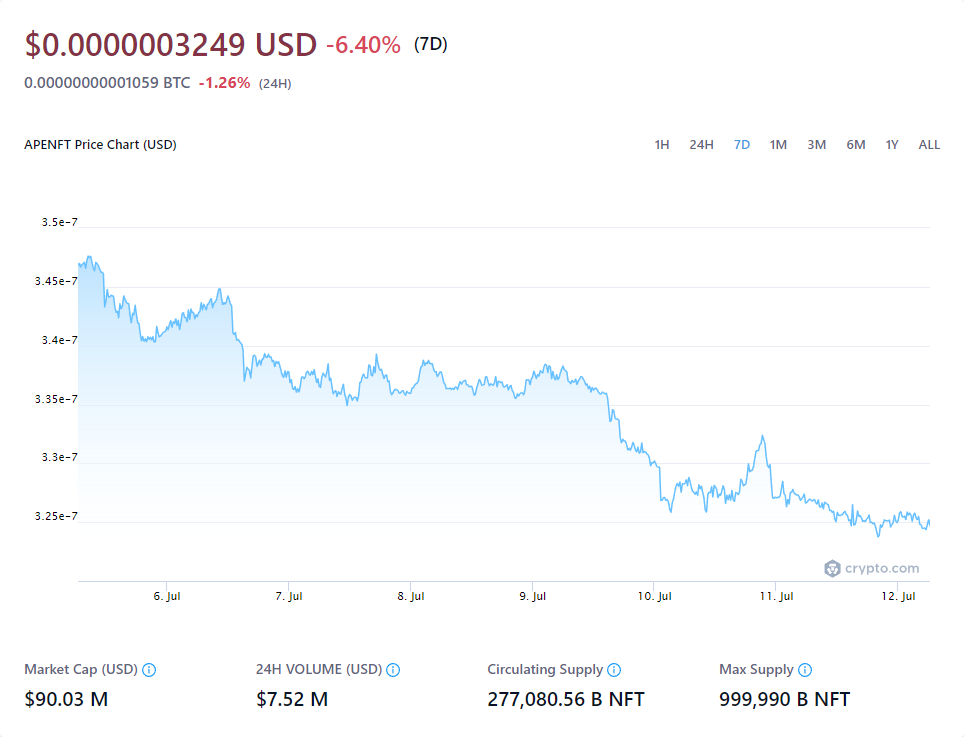 $0.0000003249 USD -6.40% (7D)
0.00000000001059 BTC -1.26% (24H)
APENFT Price Chart (USD) 1H 24H 7D 1M 3M 6M 1Y ALL
3.5e-7
3.45e-7
3.4e-7
3.35e-7
3.3e-7
3.25e-7
crypto.com
6. Jul 7. Jul 8. Jul 9. Jul 10. Jul 11. Jul 12. Jul
Market Cap (USD) 24H VOLUME (USD) Circulating Supply Max Supply
$90.03 M $7.52 M 277,080.56 B NFT 999,990 B NFT